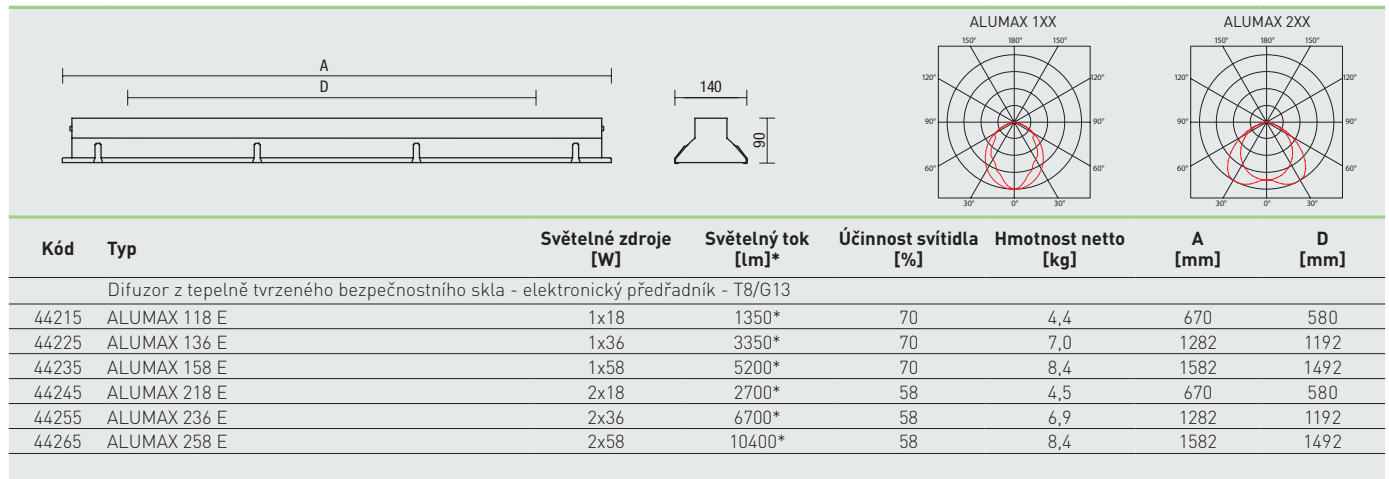 ALUMAX 1XX
ALUMAX 2XX
150° 180° 150°
150° 180° 150°
A
120° 120°
120° 120°
D
140
90
90° 90°
90° 90°
60° 60°
60° 60°
30° 0° 30°
30° 0° 30°
Kód Typ Světelné zdroje [W] Světelný tok [lm]* Účinnost svítidla [%] Hmotnost netto [kg] A [mm] D [mm]
Difuzor z tepelně tvrzeného bezpečnostního skla - elektronický předřadník - T8/G13
44215 ALUMAX 118 E 1x18 1350* 70 4,4 670 580
44225 ALUMAX 136 E 1x36 3350* 70 7,0 1282 1192
44235 ALUMAX 158 E 1x58 5200* 70 8,4 1582 1492
44245 ALUMAX 218 E 2x18 2700* 58 4,5 670 580
44255 ALUMAX 236 E 2x36 6700* 58 6,9 1282 1192
44265 ALUMAX 258 E 2x58 10400* 58 8,4 1582 1492